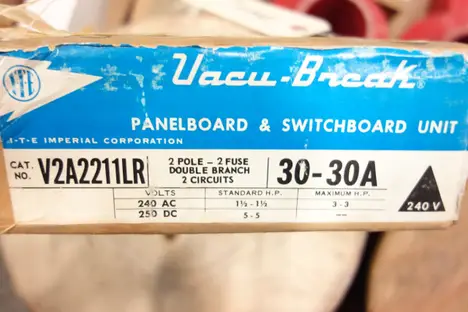 ITE
Vacu-Break
PANELBOARD & SWITCHBOARD UNIT
I-T-E IMPERIAL CORPORATION
CAT. NO. V2A2211LR
2 POLE - 2 FUSE
DOUBLE BRANCH
2 CIRCUITS
30-30A
VOLTS STANDARD H.P. MAXIMUM H.P.
240 AC 1½ - 1½ 3 - 3
250 DC 5 - 5 —
240 V